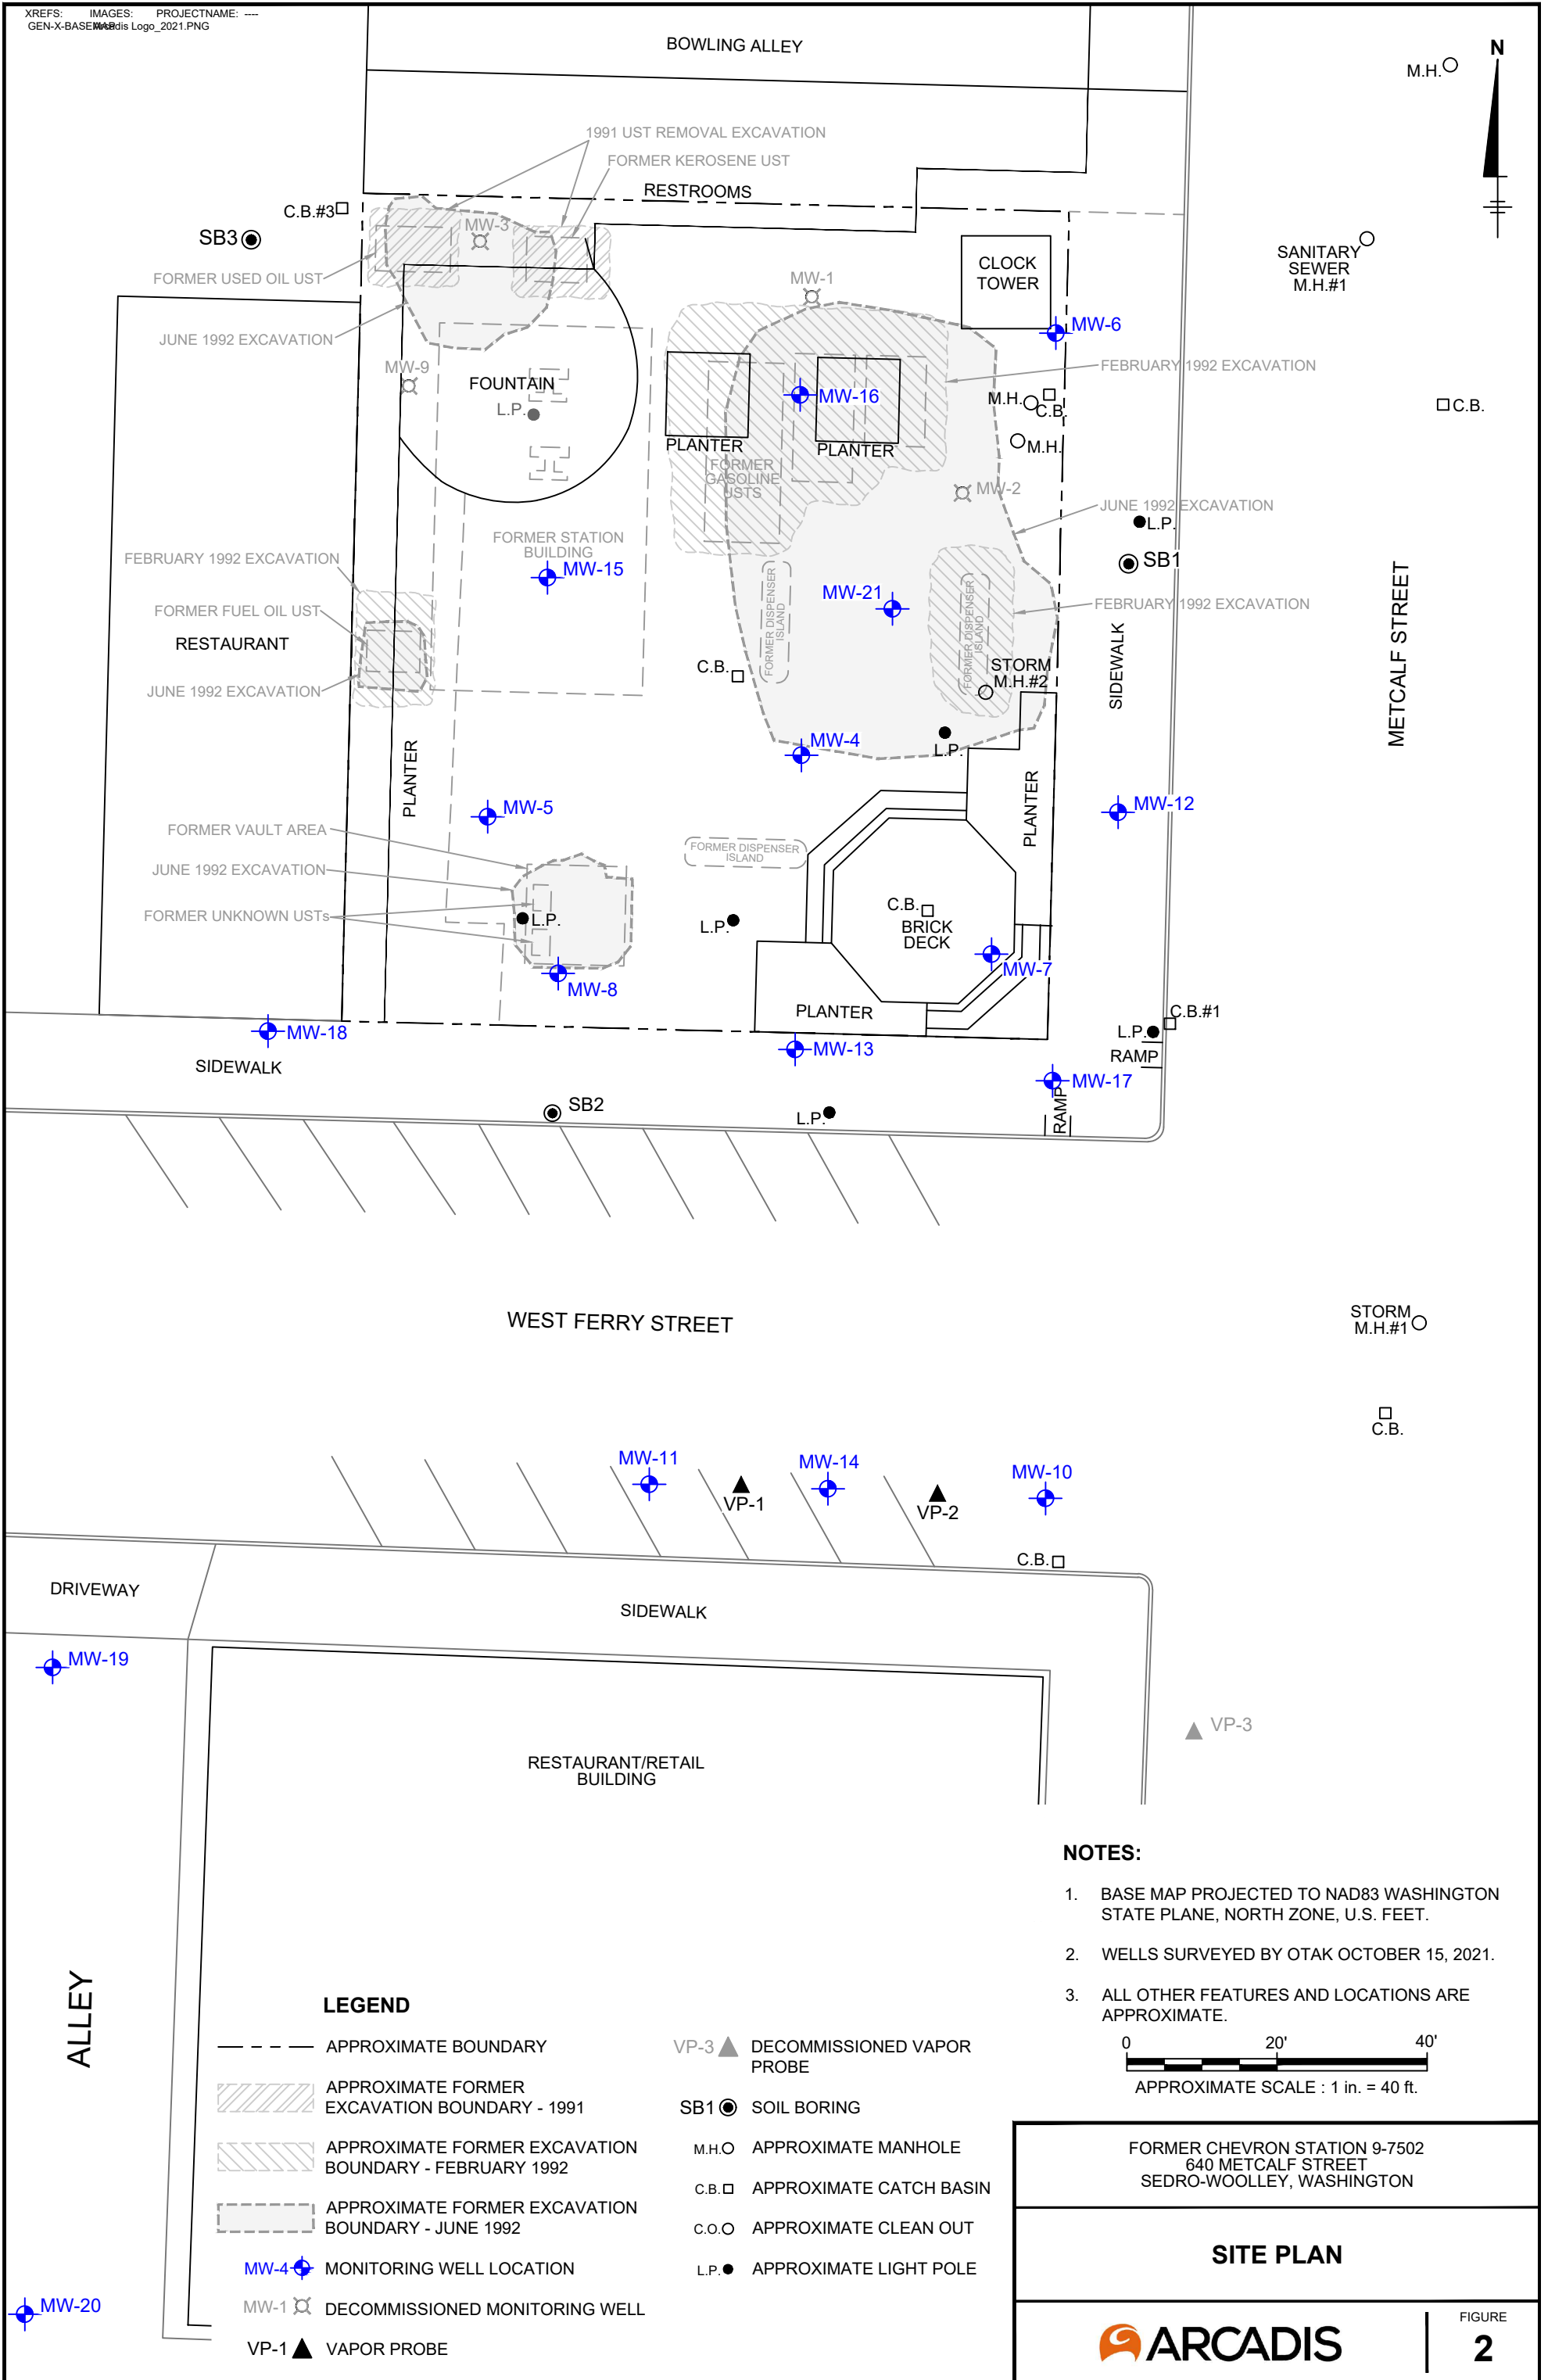 XREFS: IMAGES: PROJECTNAME: ----
GEN-X-BASEMAP Arcadis Logo_2021.PNG
BOWLING ALLEY
N
M.H.
1991 UST REMOVAL EXCAVATION
FORMER KEROSENE UST
RESTROOMS
C.B.#3
SB3
MW-3
SANITARY
SEWER
M.H.#1
CLOCK
TOWER
FORMER USED OIL UST
MW-1
MW-6
JUNE 1992 EXCAVATION
FEBRUARY 1992 EXCAVATION
MW-9
FOUNTAIN
L.P.
MW-16
M.H.
C.B.
C.B.
PLANTER
PLANTER
M.H.
FORMER
GASOLINE
USTS
MW-2
JUNE 1992 EXCAVATION
L.P.
FORMER STATION
BUILDING
FEBRUARY 1992 EXCAVATION
SB1
MW-15
MW-21
FORMER DISPENSER
ISLAND
FORMER DISPENSER
ISLAND
FEBRUARY 1992 EXCAVATION
FORMER FUEL OIL UST
RESTAURANT
SIDEWALK
METCALF STREET
C.B.
STORM
M.H.#2
JUNE 1992 EXCAVATION
MW-4
L.P.
PLANTER
PLANTER
MW-5
MW-12
FORMER VAULT AREA
FORMER DISPENSER
ISLAND
JUNE 1992 EXCAVATION
FORMER UNKNOWN USTs
L.P.
L.P.
C.B.
BRICK
DECK
MW-7
MW-8
PLANTER
C.B.#1
L.P.
RAMP
MW-18
MW-13
SIDEWALK
MW-17
RAMP
SB2
L.P.
WEST FERRY STREET
STORM
M.H.#1
C.B.
MW-11
MW-14
MW-10
VP-1
VP-2
C.B.
DRIVEWAY
SIDEWALK
MW-19
VP-3
RESTAURANT/RETAIL
BUILDING
ALLEY
MW-20
NOTES:
1. BASE MAP PROJECTED TO NAD83 WASHINGTON
STATE PLANE, NORTH ZONE, U.S. FEET.
2. WELLS SURVEYED BY OTAK OCTOBER 15, 2021.
3. ALL OTHER FEATURES AND LOCATIONS ARE
APPROXIMATE.
0 20' 40'
APPROXIMATE SCALE : 1 in. = 40 ft.
LEGEND
APPROXIMATE BOUNDARY
APPROXIMATE FORMER
EXCAVATION BOUNDARY - 1991
APPROXIMATE FORMER EXCAVATION
BOUNDARY - FEBRUARY 1992
APPROXIMATE FORMER EXCAVATION
BOUNDARY - JUNE 1992
MW-4 MONITORING WELL LOCATION
MW-1 DECOMMISSIONED MONITORING WELL
VP-1 VAPOR PROBE
VP-3 DECOMMISSIONED VAPOR
PROBE
SB1 SOIL BORING
M.H. APPROXIMATE MANHOLE
C.B. APPROXIMATE CATCH BASIN
C.O. APPROXIMATE CLEAN OUT
L.P. APPROXIMATE LIGHT POLE
FORMER CHEVRON STATION 9-7502
640 METCALF STREET
SEDRO-WOOLLEY, WASHINGTON
SITE PLAN
ARCADIS
FIGURE
2